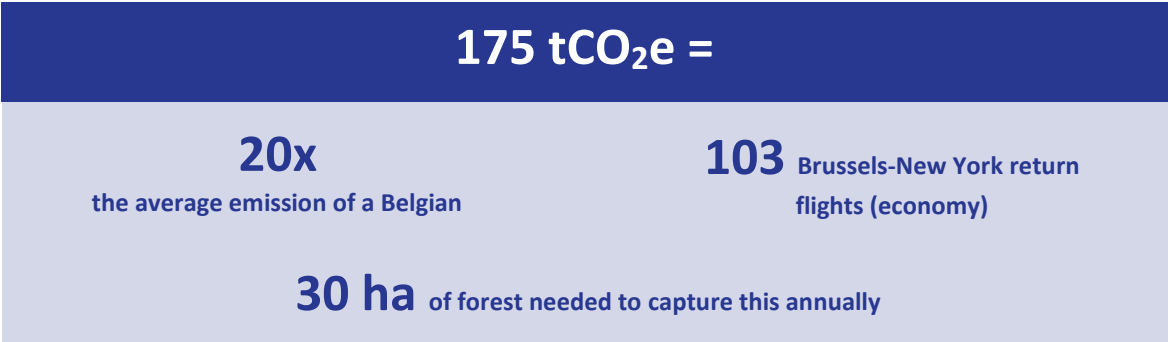 175 tCO₂e =
20x
the average emission of a Belgian
103 Brussels-New York return
flights (economy)
30 ha of forest needed to capture this annually